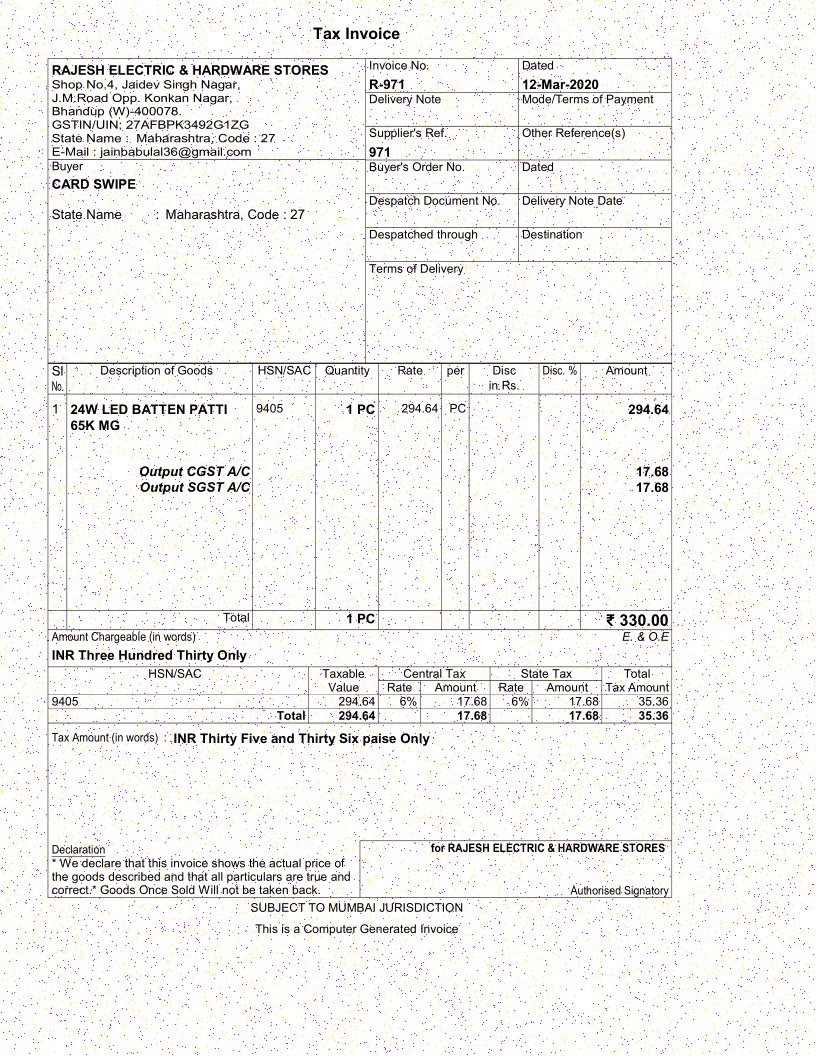 Tax Invoice
RAJESH ELECTRIC & HARDWARE STORES
Shop No.4, Jaidev Singh Nagar,
J.M.Road Opp. Konkan Nagar,
Bhandup (W)-400078.
GSTIN/UIN: 27AFBPK3492G1ZG
State Name : Maharashtra, Code : 27
E-Mail : jainbabulal36@gmail.com
Invoice No. Dated
R-971 12-Mar-2020
Delivery Note Mode/Terms of Payment
Supplier's Ref. Other Reference(s)
971
Buyer
CARD SWIPE
State Name : Maharashtra, Code : 27
Buyer's Order No. Dated
Despatch Document No. Delivery Note Date
Despatched through Destination
Terms of Delivery
Sl Description of Goods HSN/SAC Quantity Rate per Disc Disc. % Amount
No. in Rs.
1 24W LED BATTEN PATTI 9405 1 PC 294.64 PC 294.64
65K MG
Output CGST A/C 17.68
Output SGST A/C 17.68
Total 1 PC ₹ 330.00
Amount Chargeable (in words) E. & O.E
INR Three Hundred Thirty Only
HSN/SAC Taxable Central Tax State Tax Total
Value Rate Amount Rate Amount Tax Amount
9405 294.64 6% 17.68 6% 17.68 35.36
Total 294.64 17.68 17.68 35.36
Tax Amount (in words) : INR Thirty Five and Thirty Six paise Only
Declaration
* We declare that this invoice shows the actual price of
the goods described and that all particulars are true and
correct.* Goods Once Sold Will not be taken back.
for RAJESH ELECTRIC & HARDWARE STORES
Authorised Signatory
SUBJECT TO MUMBAI JURISDICTION
This is a Computer Generated Invoice